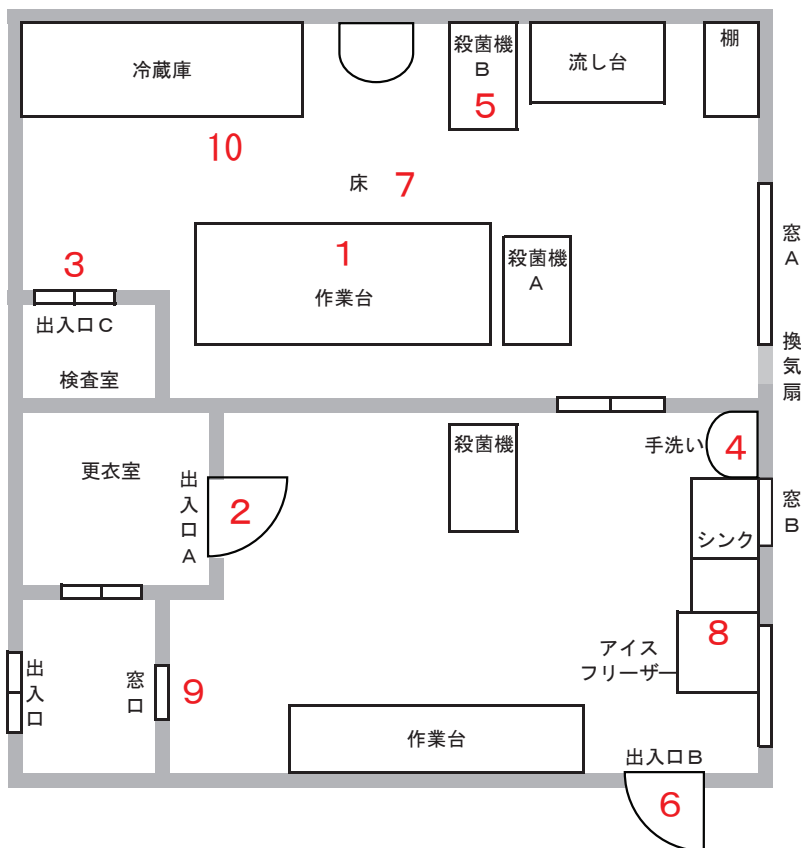 冷蔵庫
殺菌機
B
5
流し台
棚
10
床
7
窓
A
1
作業台
殺菌機
A
3
出入口C
検査室
換
気
扇
更衣室
出
入
口
A
2
殺菌機
手洗い
4
シンク
窓
B
出
入
口
窓
口
9
アイス
フリーザー
8
作業台
出入口B
6